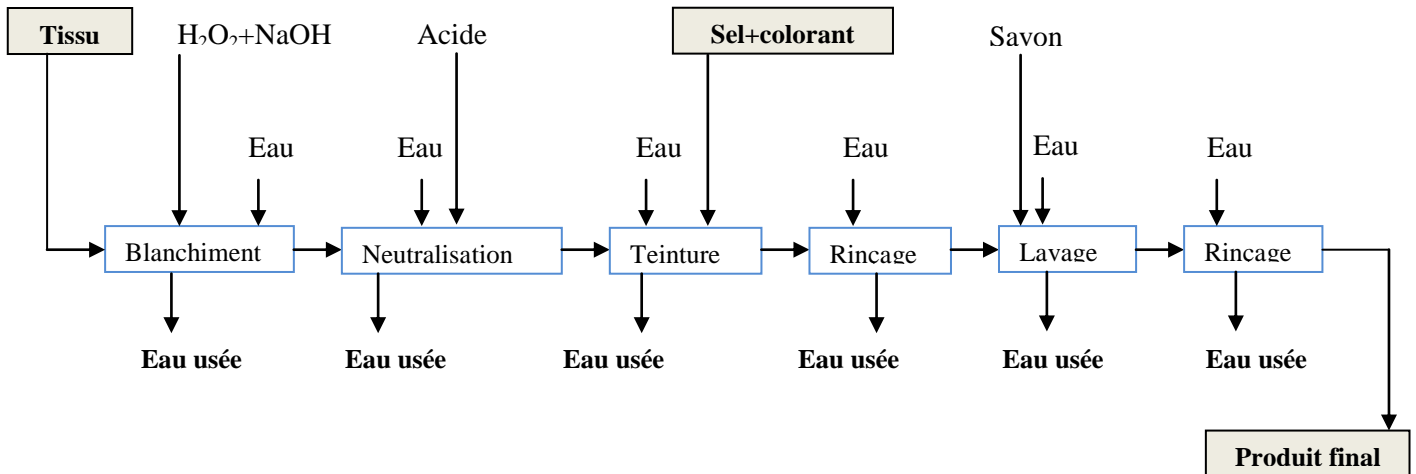 Tissu
H₂O₂+NaOH
Acide
Sel+colorant
Savon
Eau
Eau
Eau
Eau
Eau
Eau
Blanchiment
Neutralisation
Teinture
Rincage
Lavage
Rincage
Eau usée
Eau usée
Eau usée
Eau usée
Eau usée
Eau usée
Produit final